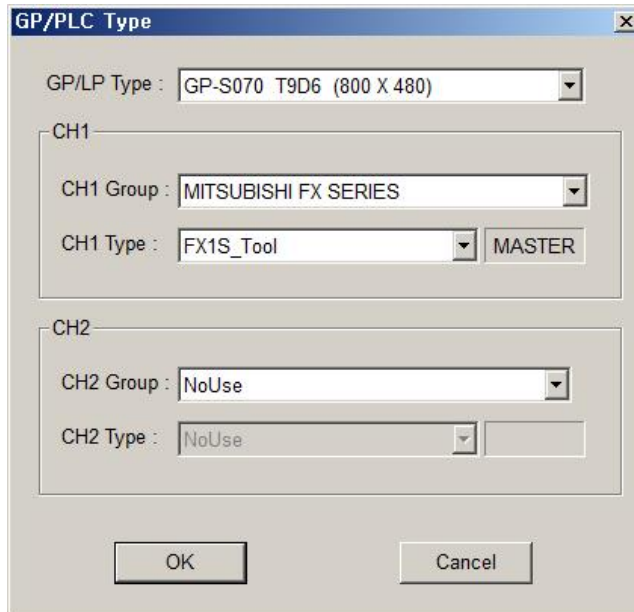 GP/PLC Type
GP/LP Type : GP-S070 T9D6 (800 X 480)
CH1
CH1 Group : MITSUBISHI FX SERIES
CH1 Type : FX1S_Tool MASTER
CH2
CH2 Group : NoUse
CH2 Type : NoUse
OK Cancel